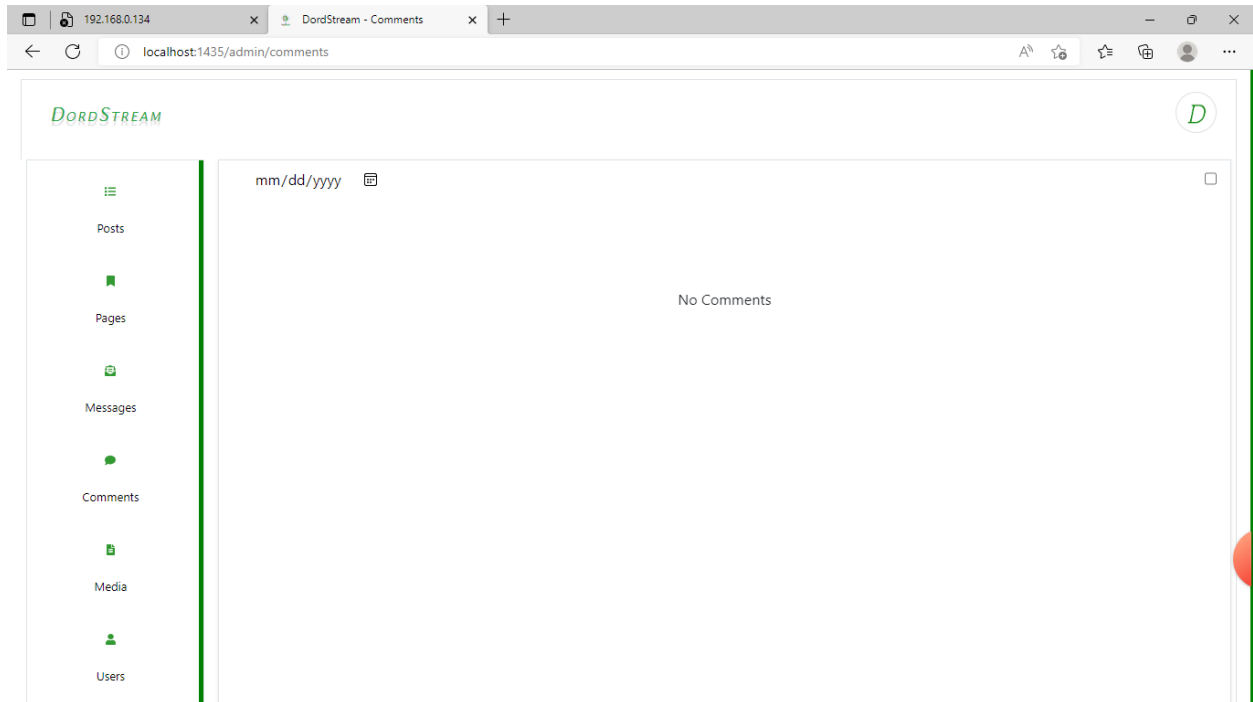 192.168.0.134
DordStream - Comments
localhost:1435/admin/comments
DORDSTREAM
D
mm/dd/yyyy
Posts
No Comments
Pages
Messages
Comments
Media
Users